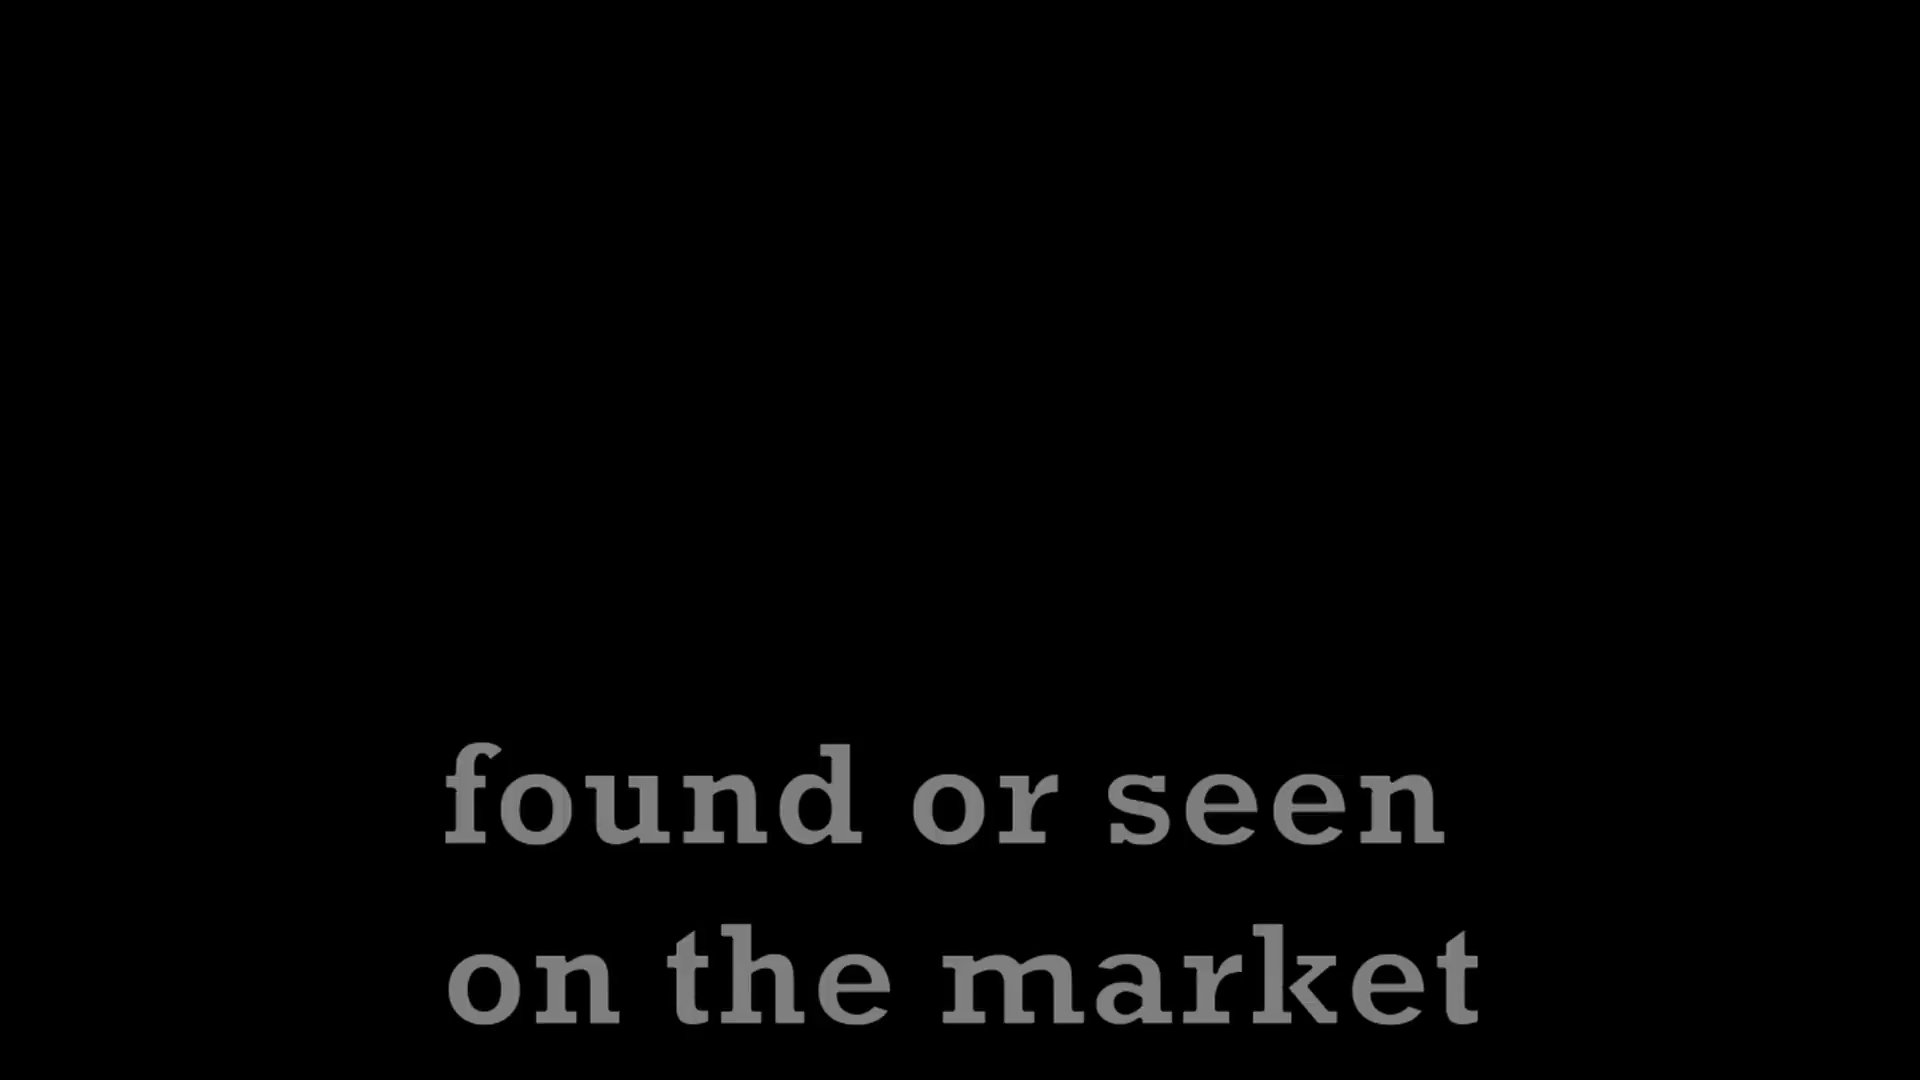 found or seen
on the market